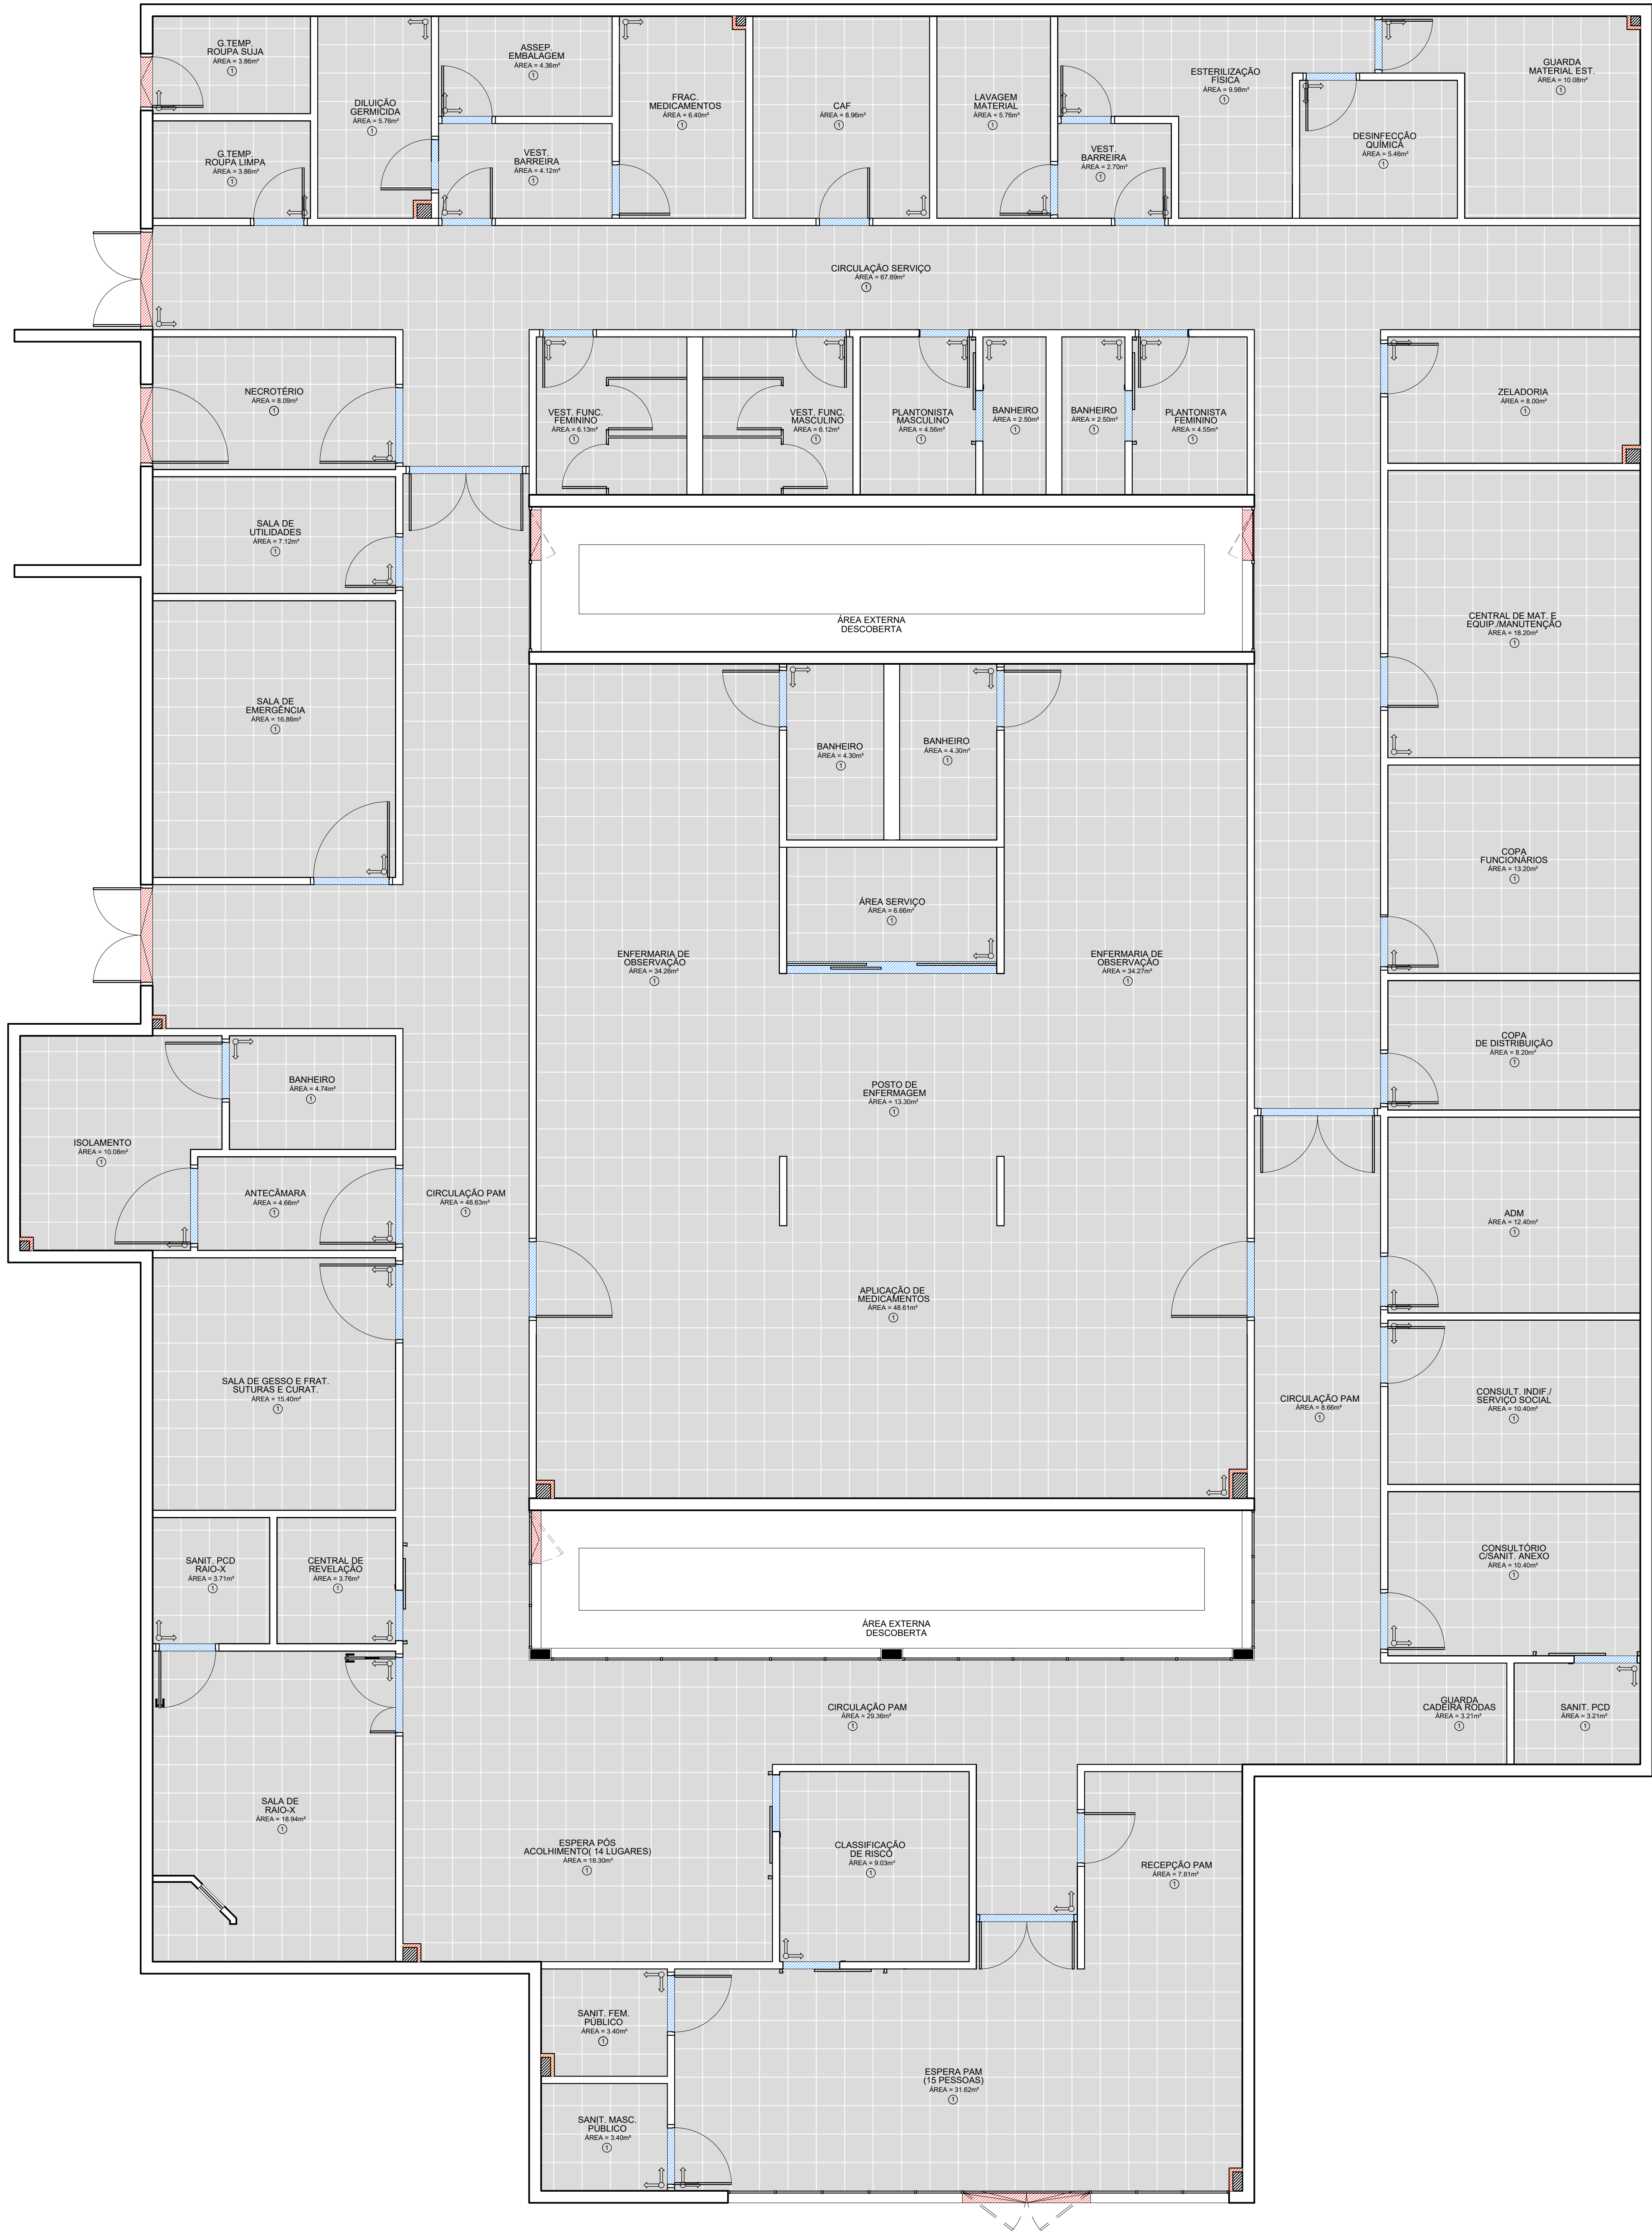 G.TEMP.
ROUPA SUJA
ÁREA = 3.86m²
1
ASSEP.
EMBALAGEM
ÁREA = 4.36m²
1
DILUIÇÃO
GERMICIDA
ÁREA = 5.76m²
1
FRAC.
MEDICAMENTOS
ÁREA = 6.40m²
1
CAF
ÁREA = 8.96m²
1
LAVAGEM
MATERIAL
ÁREA = 5.76m²
1
ESTERILIZAÇÃO
FÍSICA
ÁREA = 9.98m²
1
GUARDA
MATERIAL EST.
ÁREA = 10.08m²
1
G.TEMP.
ROUPA LIMPA
ÁREA = 3.86m²
1
VEST.
BARREIRA
ÁREA = 4.12m²
1
VEST.
BARREIRA
ÁREA = 2.70m²
1
DESINFECÇÃO
QUÍMICA
ÁREA = 5.46m²
1
CIRCULAÇÃO SERVIÇO
ÁREA = 67.89m²
1
NECROTÉRIO
ÁREA = 8.09m²
1
VEST. FUNC.
FEMININO
ÁREA = 6.13m²
1
VEST. FUNC.
MASCULINO
ÁREA = 6.12m²
1
PLANTONISTA
MASCULINO
ÁREA = 4.56m²
1
BANHEIRO
ÁREA = 2.50m²
1
BANHEIRO
ÁREA = 2.50m²
1
PLANTONISTA
FEMININO
ÁREA = 4.55m²
1
ZELADORIA
ÁREA = 8.00m²
1
SALA DE
UTILIDADES
ÁREA = 7.12m²
1
ÁREA EXTERNA
DESCOBERTA
CENTRAL DE MAT. E
EQUIP./MANUTENÇÃO
ÁREA = 18.20m²
1
SALA DE
EMERGÊNCIA
ÁREA = 16.86m²
1
BANHEIRO
ÁREA = 4.30m²
1
BANHEIRO
ÁREA = 4.30m²
1
COPA
FUNCIONÁRIOS
ÁREA = 13.20m²
1
ÁREA SERVIÇO
ÁREA = 6.66m²
1
ENFERMARIA DE
OBSERVAÇÃO
ÁREA = 34.26m²
1
ENFERMARIA DE
OBSERVAÇÃO
ÁREA = 34.27m²
1
COPA
DE DISTRIBUIÇÃO
ÁREA = 8.20m²
1
BANHEIRO
ÁREA = 4.74m²
1
POSTO DE
ENFERMAGEM
ÁREA = 13.30m²
1
ISOLAMENTO
ÁREA = 10.08m²
1
ANTECÂMARA
ÁREA = 4.66m²
1
CIRCULAÇÃO PAM
ÁREA = 46.63m²
1
ADM
ÁREA = 12.40m²
1
APLICAÇÃO DE
MEDICAMENTOS
ÁREA = 48.61m²
1
SALA DE GESSO E FRAT.
SUTURAS E CURAT.
ÁREA = 15.40m²
1
CIRCULAÇÃO PAM
ÁREA = 8.66m²
1
CONSULT. INDIF./
SERVIÇO SOCIAL
ÁREA = 10.40m²
1
SANIT. PCD
RAIO-X
ÁREA = 3.71m²
1
CENTRAL DE
REVELAÇÃO
ÁREA = 3.76m²
1
CONSULTÓRIO
C/SANIT. ANEXO
ÁREA = 10.40m²
1
ÁREA EXTERNA
DESCOBERTA
CIRCULAÇÃO PAM
ÁREA = 29.36m²
1
GUARDA
CADEIRA RODAS
ÁREA = 3.21m²
1
SANIT. PCD
ÁREA = 3.21m²
1
SALA DE
RAIO-X
ÁREA = 18.94m²
1
ESPERA PÓS
ACOLHIMENTO( 14 LUGARES)
ÁREA = 18.30m²
1
CLASSIFICAÇÃO
DE RISCO
ÁREA = 9.03m²
1
RECEPÇÃO PAM
ÁREA = 7.81m²
1
SANIT. FEM.
PÚBLICO
ÁREA = 3.40m²
1
ESPERA PAM
(15 PESSOAS)
ÁREA = 31.62m²
1
SANIT. MASC.
PÚBLICO
ÁREA = 3.40m²
1